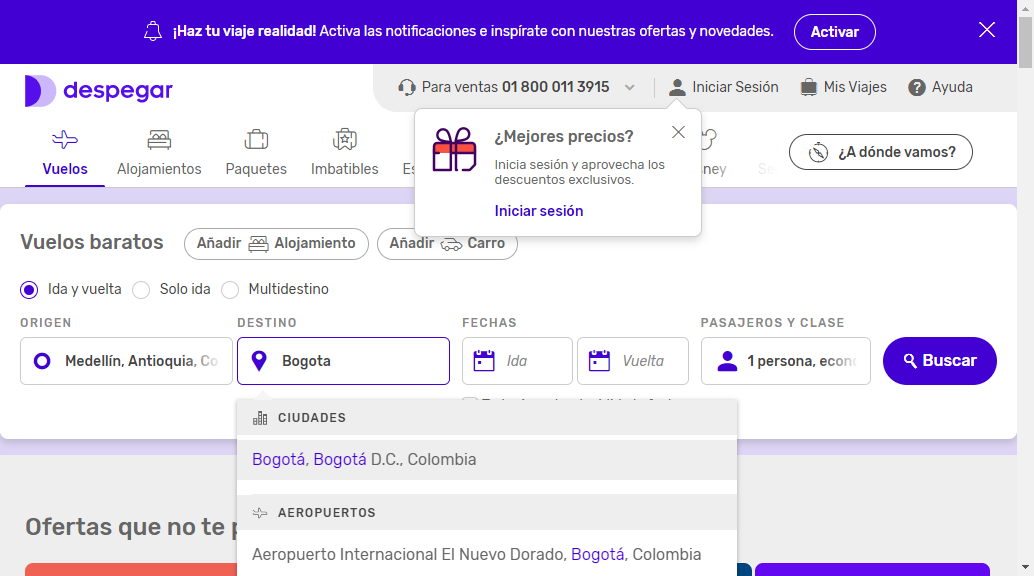 ¡Haz tu viaje realidad! Activa las notificaciones e inspírate con nuestras ofertas y novedades.
Activar
despegar
Para ventas 01 800 011 3915
Iniciar Sesión
Mis Viajes
Ayuda
Vuelos
Alojamientos
Paquetes
Imbatibles
Es
ney
Se
¿A dónde vamos?
¿Mejores precios?
Inicia sesión y aprovecha los
descuentos exclusivos.
Iniciar sesión
Vuelos baratos
Añadir Alojamiento
Añadir Carro
Ida y vuelta
Solo ida
Multidestino
ORIGEN
DESTINO
FECHAS
PASAJEROS Y CLASE
Medellín, Antioquia, Co
Bogota
Ida
Vuelta
1 persona, econ
Buscar
CIUDADES
Bogotá, Bogotá D.C., Colombia
AEROPUERTOS
Aeropuerto Internacional El Nuevo Dorado, Bogotá, Colombia
Ofertas que no te p